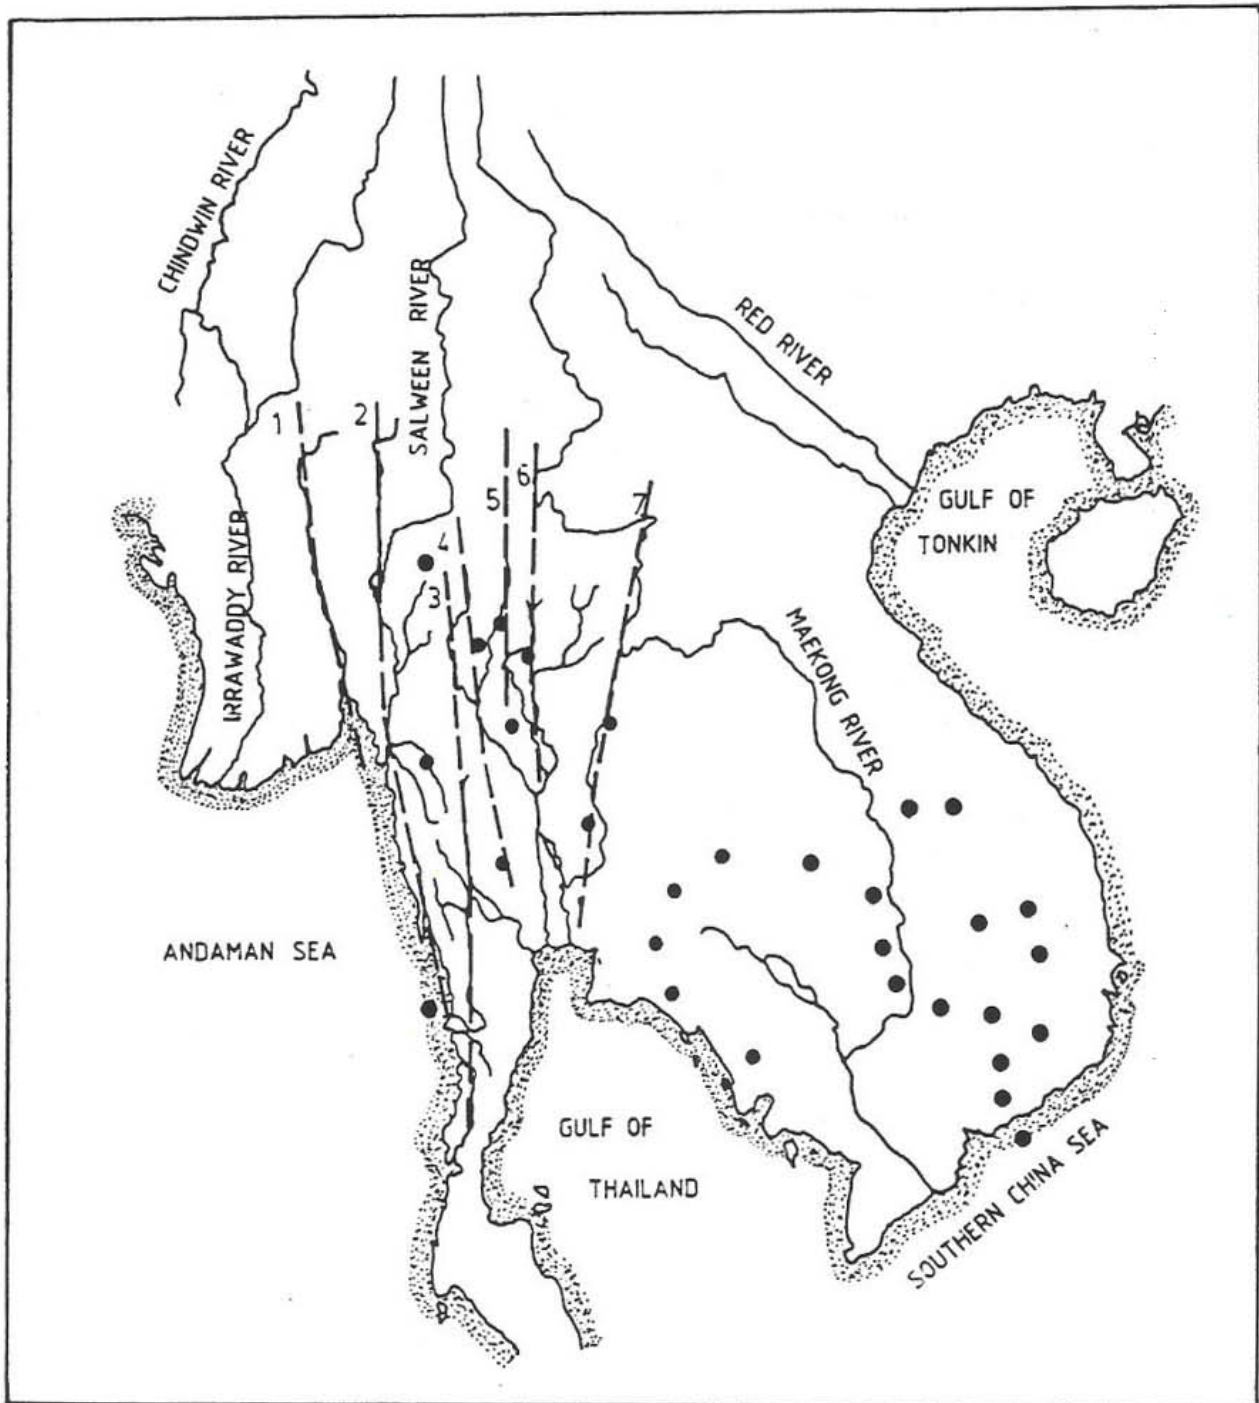 CHINDWIN RIVER
SALWEEN RIVER
RED RIVER
1
2
5
6
7
GULF OF
TONKIN
4
3
IRRAWADDY RIVER
MAEKONG RIVER
ANDAMAN SEA
GULF OF
THAILAND
SOUTHERN CHINA SEA